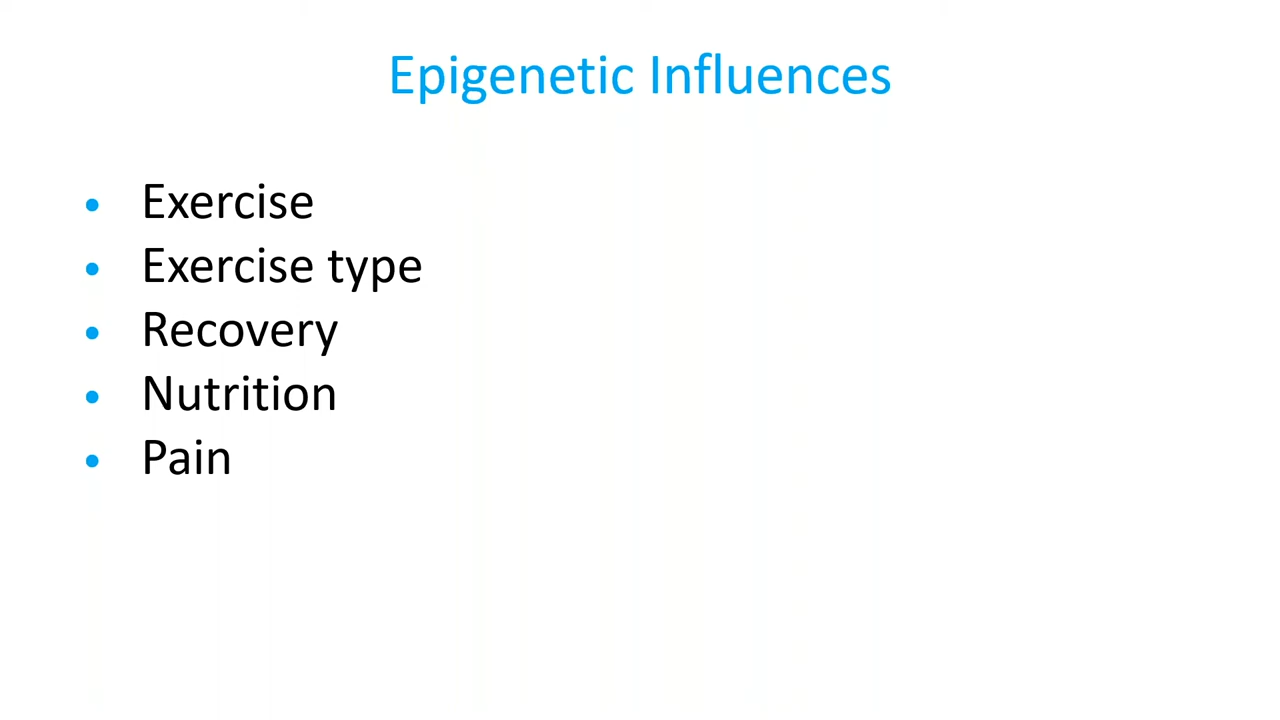 Epigenetic Influences
• Exercise
• Exercise type
• Recovery
• Nutrition
• Pain